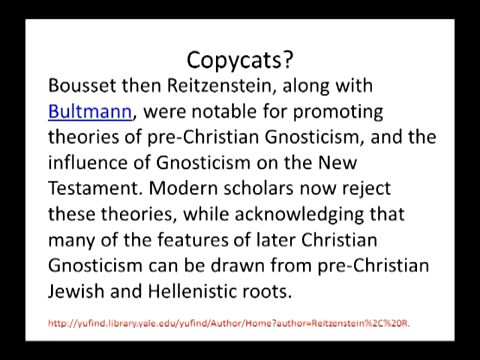 Copycats?
Bousset then Reitzenstein, along with
Bultmann, were notable for promoting
theories of pre-Christian Gnosticism, and the
influence of Gnosticism on the New
Testament. Modern scholars now reject
these theories, while acknowledging that
many of the features of later Christian
Gnosticism can be drawn from pre-Christian
Jewish and Hellenistic roots.
http://yufind.library.yale.edu/yufind/Author/Home?author=Reitzenstein%2C%20R.